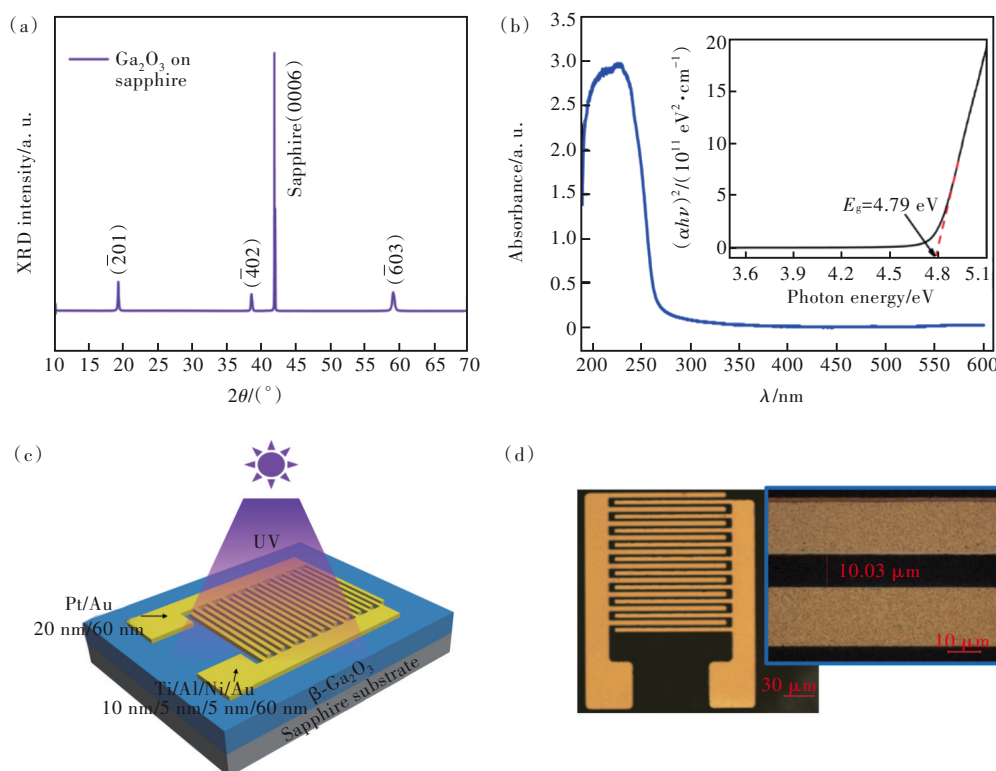 (a)
Ga₂O₃ on
sapphire
XRD intensity/a. u.
(2̄01)
(4̄02)
Sapphire(0006)
(6̄03)
10 15 20 25 30 35 40 45 50 55 60 65 70
2θ/(°)
(b)
3.5
3.0
2.5
2.0
1.5
1.0
0.5
0
Absorbance/a. u.
200 250 300 350 400 450 500 550 600
λ/nm
20
15
10
5
0
(αhν)²/(10¹¹ eV²·cm⁻¹)
E_g=4.79 eV
3.6 3.9 4.2 4.5 4.8 5.1
Photon energy/eV
(c)
UV
Pt/Au
20 nm/60 nm
Ti/Al/Ni/Au
10 nm/5 nm/5 nm/60 nm
β-Ga₂O₃
Sapphire substrate
(d)
10.03 μm
10 μm
30 μm